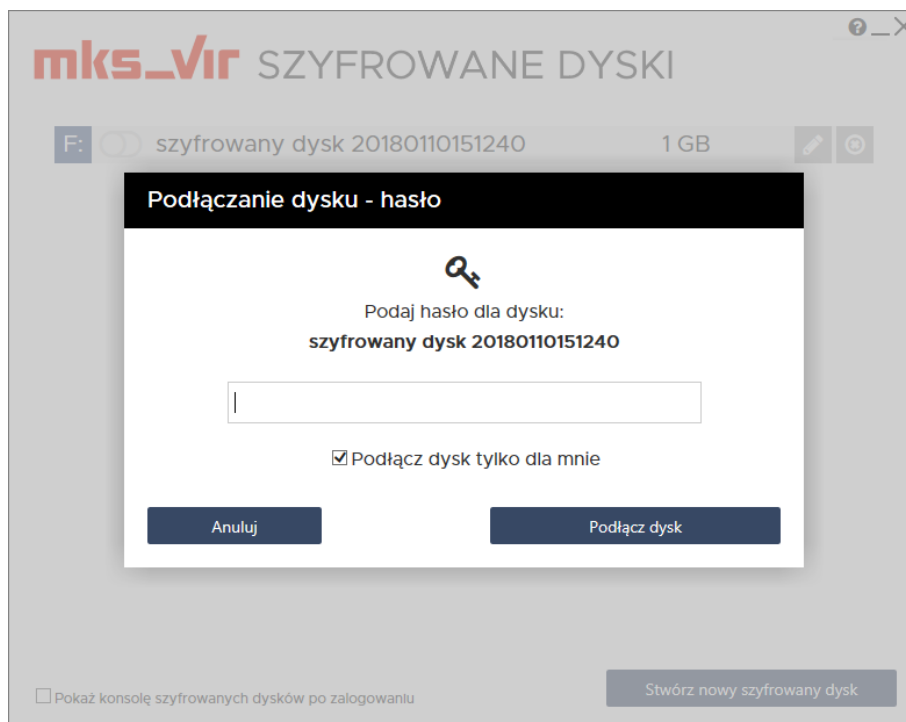 mks_vir SZYFROWANE DYSKI
F: szyfrowany dysk 20180110151240 1 GB
Podłączanie dysku - hasło
Podaj hasło dla dysku:
szyfrowany dysk 20180110151240
Podłącz dysk tylko dla mnie
Anuluj Podłącz dysk
Pokaż konsolę szyfrowanych dysków po zalogowaniu
Stwórz nowy szyfrowany dysk